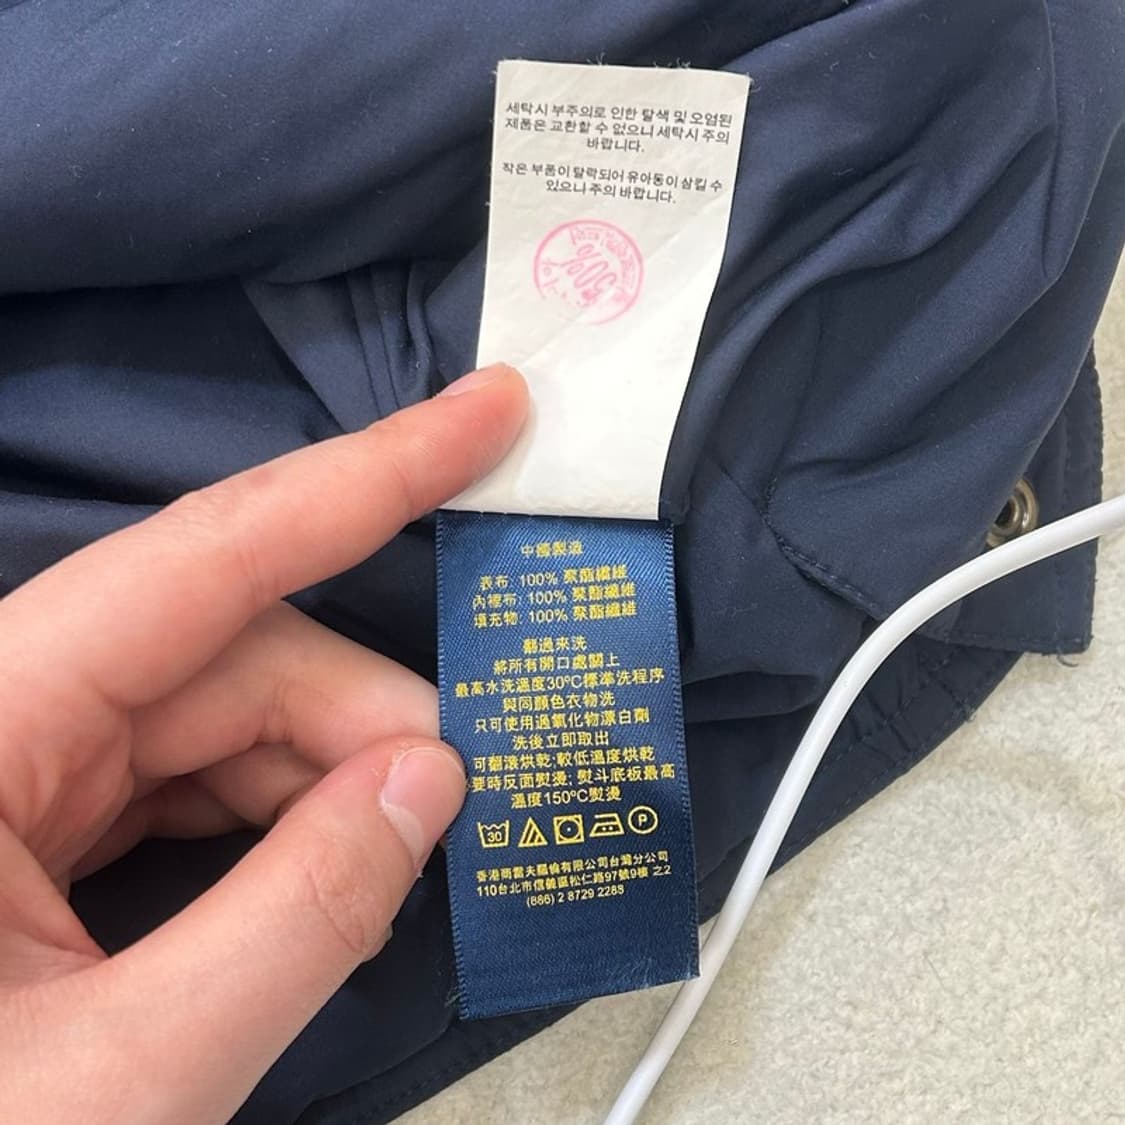 세탁시 부주의로 인한 탈색 및 오염된
제품은 교환할 수 없으니 세탁시 주의
바랍니다.
작은 부품이 탈락되어 유아동이 삼킬 수
있으니 주의 바랍니다.
50%
中國製造
表布: 100% 聚酯纖維
內裡布: 100% 聚酯纖維
填充物: 100% 聚酯纖維
翻過來洗
將所有開口處關上
最高水洗溫度30ºC標準洗程序
與同顏色衣物洗
只可使用過氧化物漂白劑
洗後立即取出
可翻滾烘乾;較低溫度烘乾
要時反面熨燙; 熨斗底板最高
溫度150ºC熨燙
30 P
香港商雷夫羅倫有限公司台灣分公司
110台北市信義區松仁路97號9樓 之2
(886) 2 8729 2288